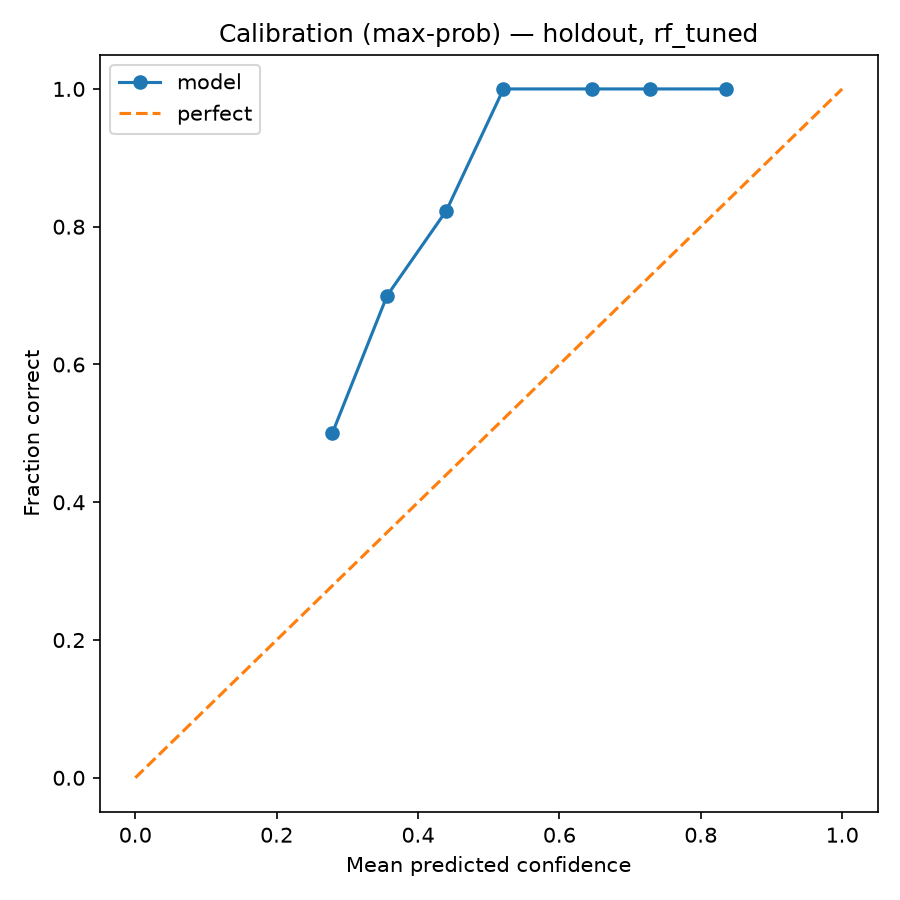 Calibration (max-prob) — holdout, rf_tuned
model
perfect
1.0
0.8
0.6
0.4
0.2
0.0
Fraction correct
0.0 0.2 0.4 0.6 0.8 1.0
Mean predicted confidence